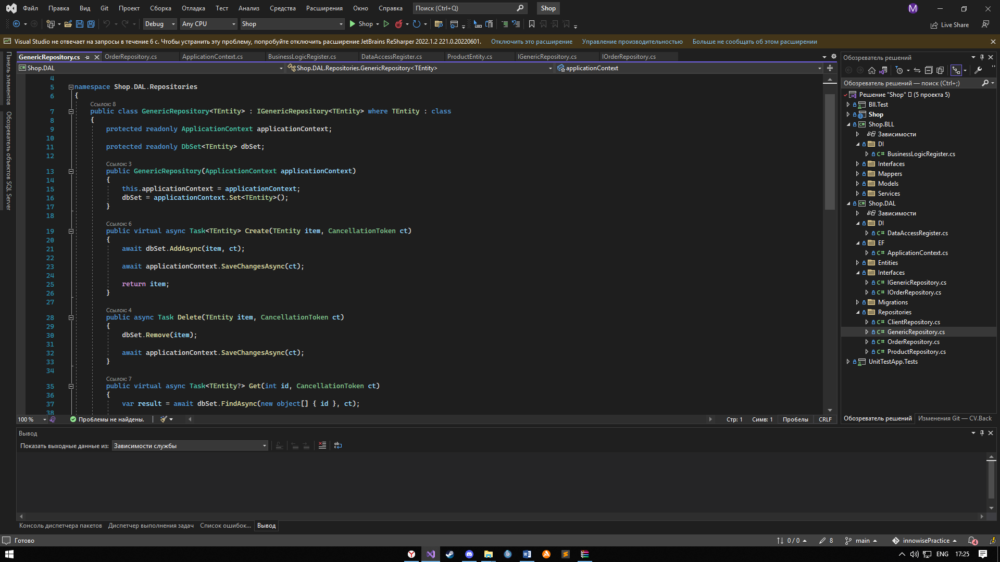 Файл Правка Вид Git Проект Сборка Отладка Тест Анализ Средства Расширения Окно Справка Поиск (Ctrl+Q) Shop M
Debug Any CPU Shop Shop Live Share
Visual Studio не отвечает на запросы в течение 6 с. Чтобы устранить эту проблему, попробуйте отключить расширение JetBrains ReSharper 2022.1.2 221.0.20220601. Отключить это расширение Управление производительностью Больше не сообщать об этом расширении
Панель элементов
Обозреватель объектов SQL Server
GenericRepository.cs OrderRepository.cs ApplicationContext.cs BusinessLogicRegister.cs DataAccessRegister.cs ProductEntity.cs IGenericRepository.cs IOrderRepository.cs
Shop.DAL Shop.DAL.Repositories.GenericRepository<TEntity> applicationContext
4
5 namespace Shop.DAL.Repositories
6 {
Ссылок: 8
7 public class GenericRepository<TEntity> : IGenericRepository<TEntity> where TEntity : class
8 {
9 protected readonly ApplicationContext applicationContext;
10
11 protected readonly DbSet<TEntity> dbSet;
12
Ссылок: 3
13 public GenericRepository(ApplicationContext applicationContext)
14 {
15 this.applicationContext = applicationContext;
16 dbSet = applicationContext.Set<TEntity>();
17 }
18
Ссылок: 6
19 public virtual async Task<TEntity> Create(TEntity item, CancellationToken ct)
20 {
21 await dbSet.AddAsync(item, ct);
22
23 await applicationContext.SaveChangesAsync(ct);
24
25 return item;
26 }
27
Ссылок: 4
28 public async Task Delete(TEntity item, CancellationToken ct)
29 {
30 dbSet.Remove(item);
31
32 await applicationContext.SaveChangesAsync(ct);
33 }
34
Ссылок: 7
35 public virtual async Task<TEntity?> Get(int id, CancellationToken ct)
36 {
37 var result = await dbSet.FindAsync(new object[] { id }, ct);
38
100 % Проблемы не найдены. Стр: 1 Симв: 1 Пробелы CRLF
Обозреватель решений
Обозреватель решений — поиск (Ctrl+;)
Решение "Shop" (5 проекта 5)
Bll.Test
Shop
Shop.BLL
Зависимости
DI
C# BusinessLogicRegister.cs
Interfaces
Mappers
Models
Services
Shop.DAL
Зависимости
DI
C# DataAccessRegister.cs
EF
C# ApplicationContext.cs
Entities
Interfaces
C# IGenericRepository.cs
C# IOrderRepository.cs
Migrations
Repositories
C# ClientRepository.cs
C# GenericRepository.cs
C# OrderRepository.cs
C# ProductRepository.cs
UnitTestApp.Tests
Обозреватель решений Изменения Git — CV.Back
Вывод
Показать выходные данные из: Зависимости службы
Консоль диспетчера пакетов Диспетчер выполнения задач Список ошибок... Вывод
Готово 0 / 0 8 main innowisePractice 4
ENG 17:25